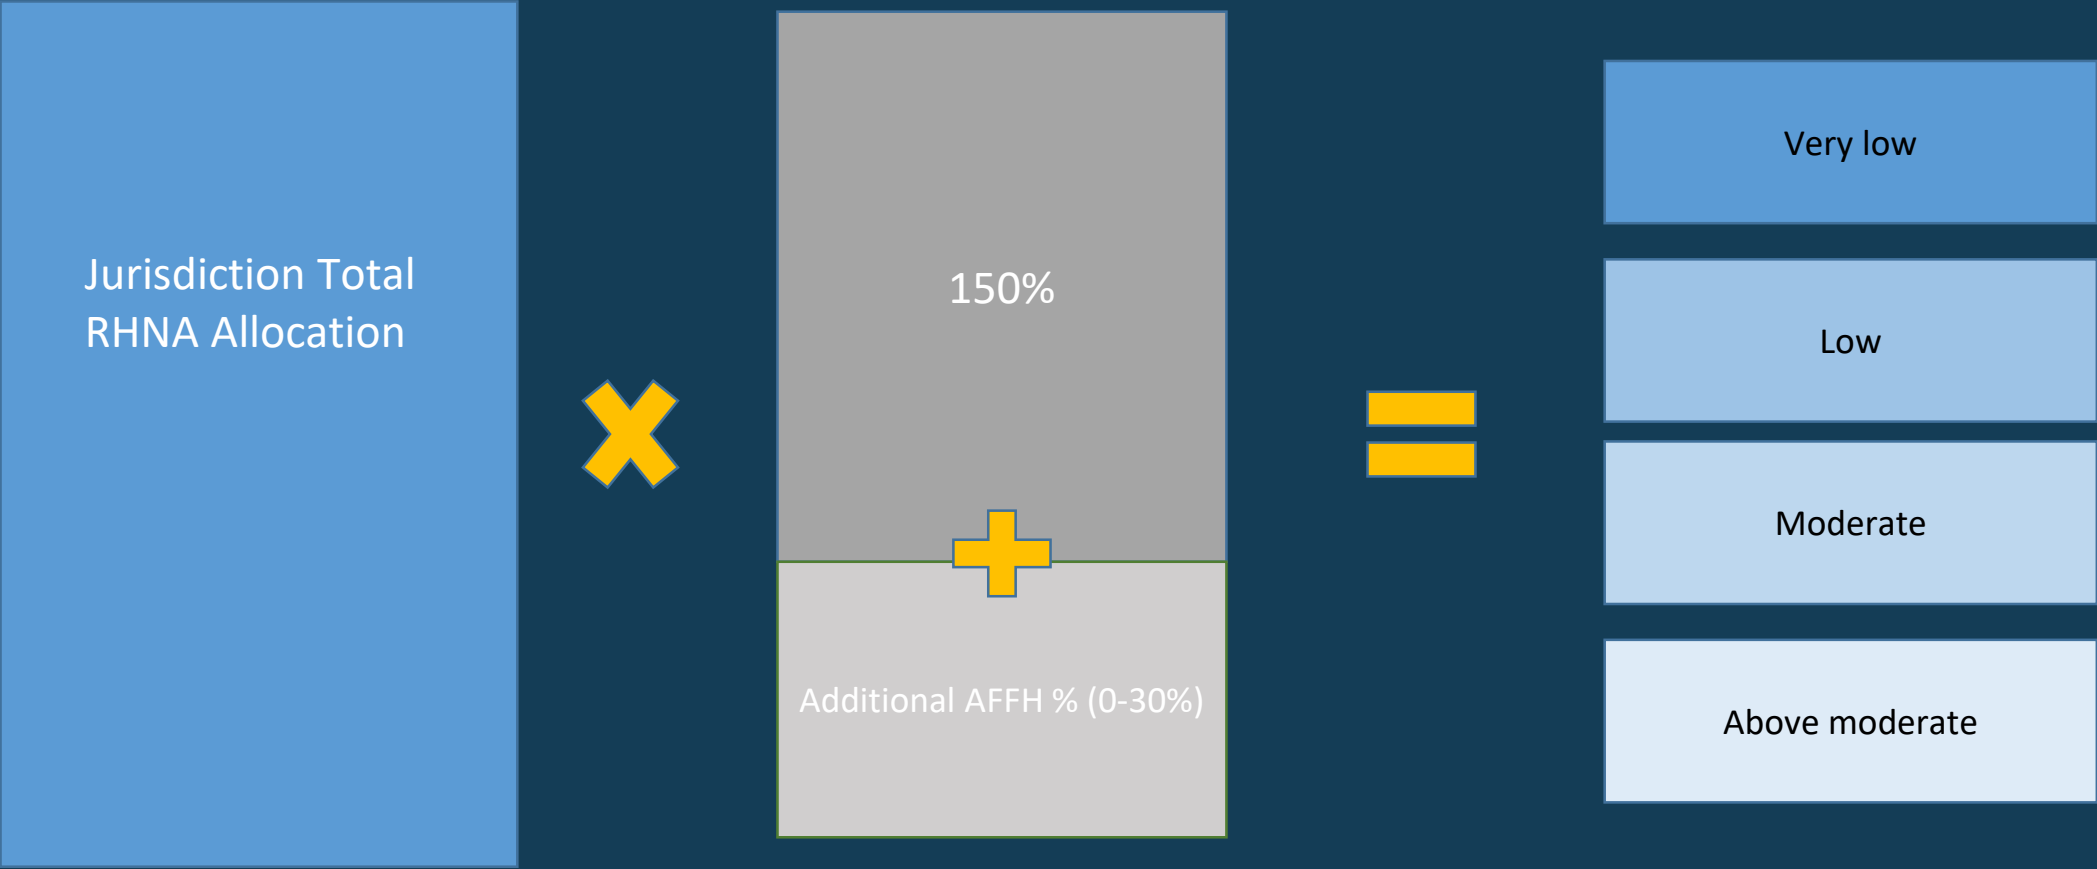 Jurisdiction Total
RHNA Allocation
150%
Additional AFFH % (0-30%)
Very low
Low
Moderate
Above moderate